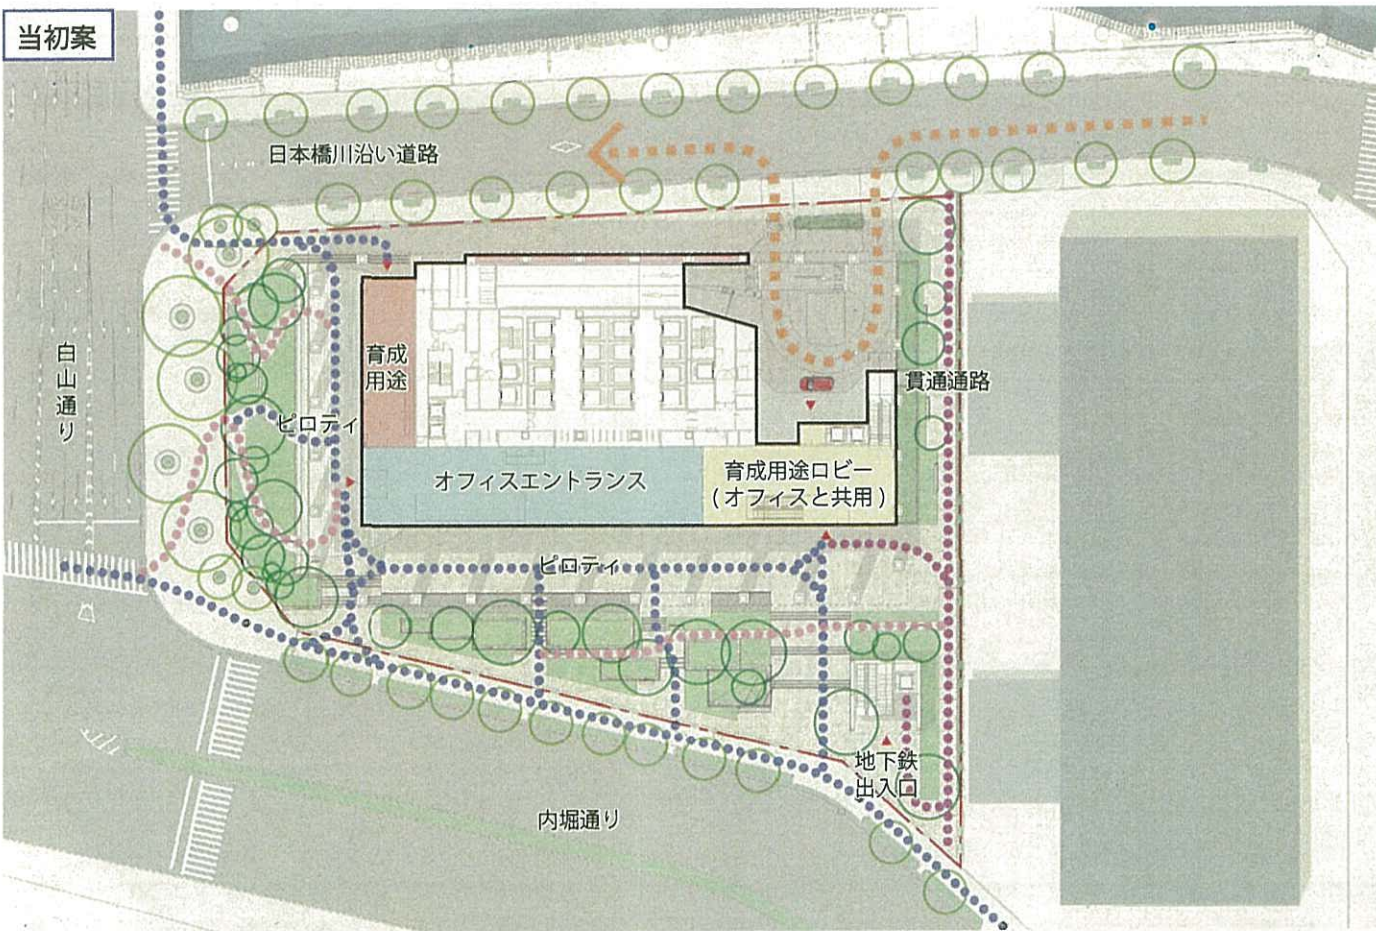 当初案
日本橋川沿い道路
白山通り
育成
用途
貫通通路
ピロティ
オフィスエントランス
育成用途ロビー
(オフィスと共用)
ピロティ
地下鉄
出入口
内堀通り